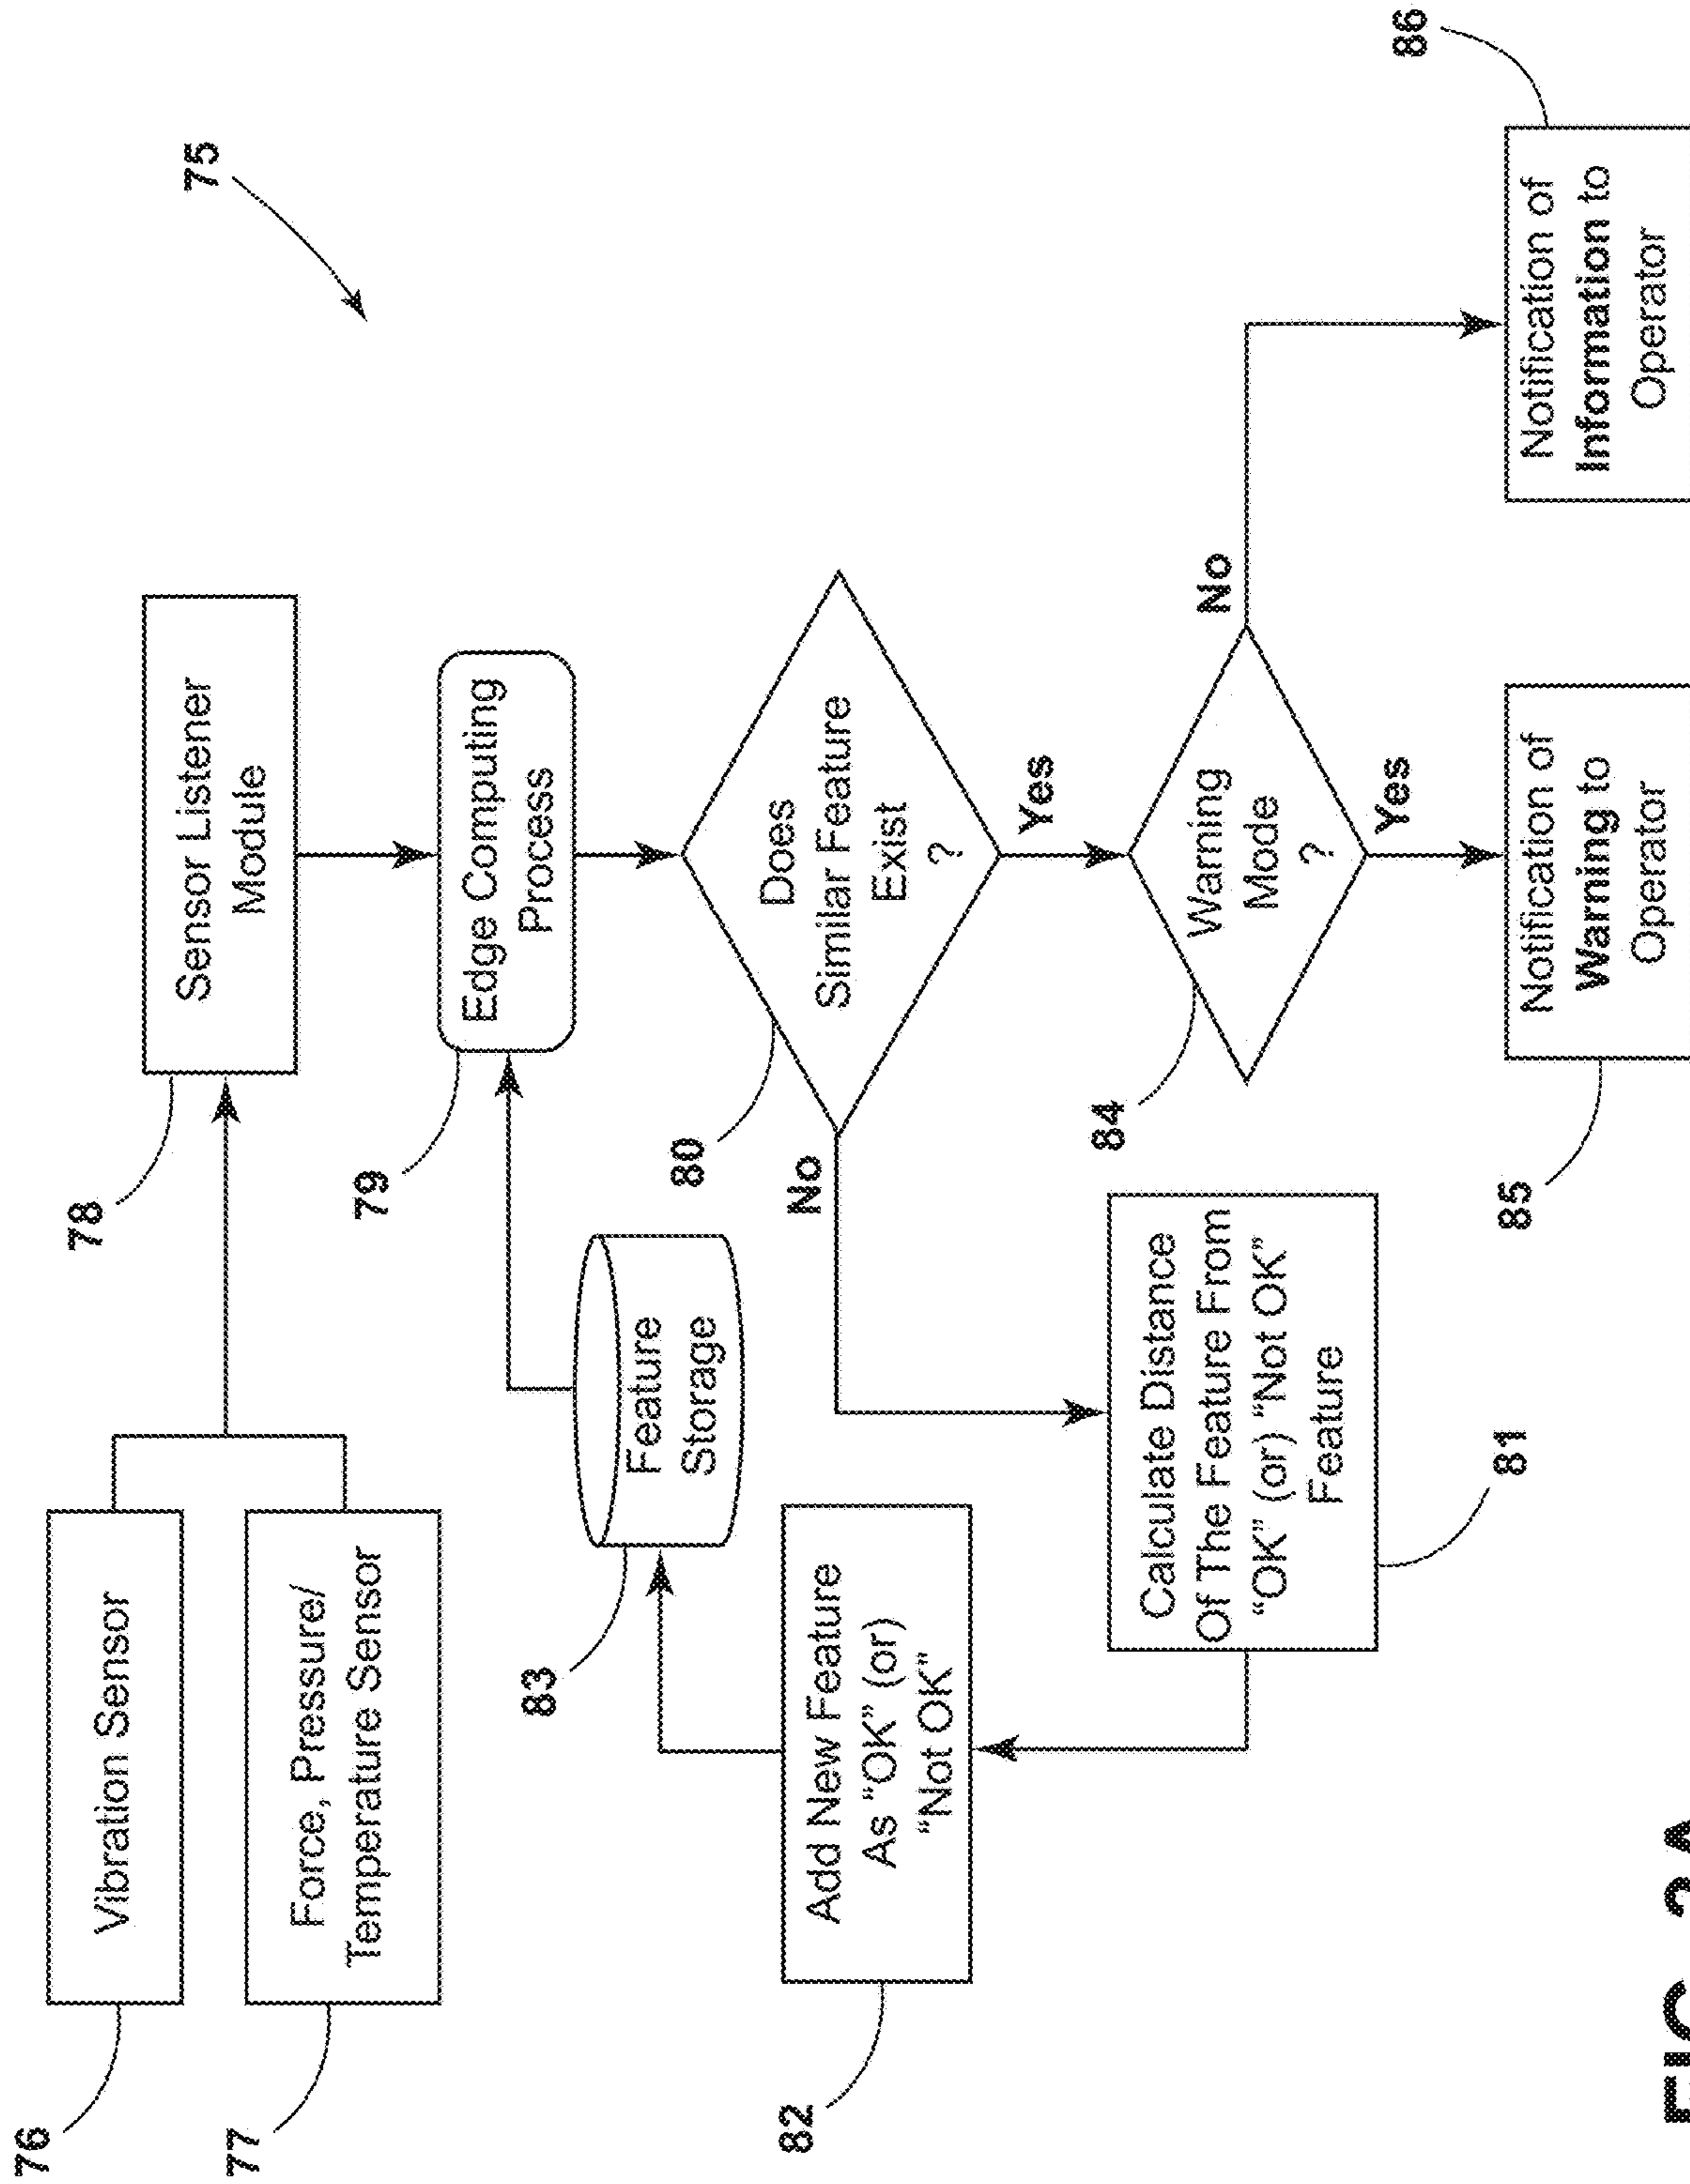 75
76
Vibration Sensor
77
Force, Pressure/
Temperature Sensor
78
Sensor Listener
Module
79
Edge Computing
Process
80
Does
Similar Feature
Exist
?
No
Yes
83
Feature
Storage
82
Add New Feature
As “OK” (or)
“Not OK”
81
Calculate Distance
Of The Feature From
“OK” (or) “Not OK”
Feature
84
Warning
Mode
?
No
Yes
85
Notification of
Warning to
Operator
86
Notification of
Information to
Operator
FIG